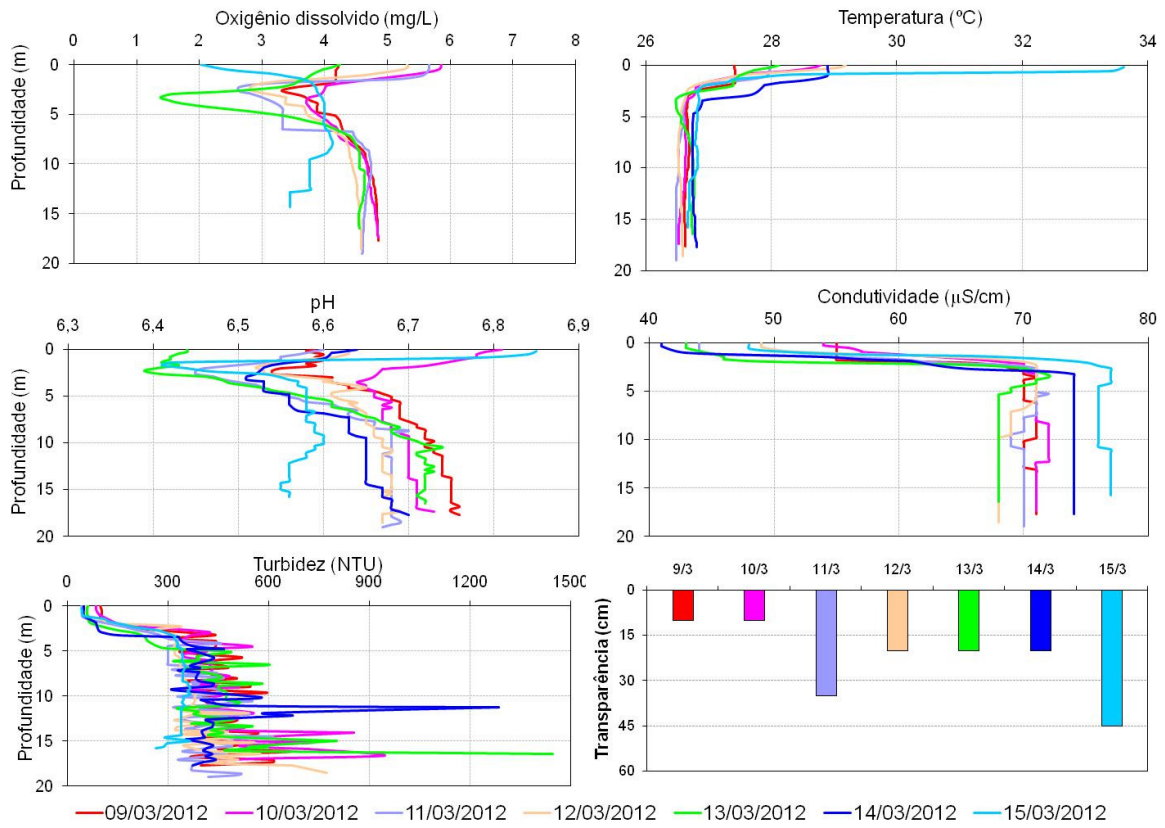 Oxigênio dissolvido (mg/L)
0 1 2 3 4 5 6 7 8
Profundidade (m)
0
5
10
15
20
Temperatura (ºC)
26 28 30 32 34
0
5
10
15
20
pH
6,3 6,4 6,5 6,6 6,7 6,8 6,9
Profundidade (m)
0
5
10
15
20
Condutividade (µS/cm)
40 50 60 70 80
0
5
10
15
20
Turbidez (NTU)
0 300 600 900 1200 1500
Profundidade (m)
0
5
10
15
20
9/3 10/3 11/3 12/3 13/3 14/3 15/3
Transparência (cm)
0
15
30
45
60
09/03/2012 10/03/2012 11/03/2012 12/03/2012 13/03/2012 14/03/2012 15/03/2012